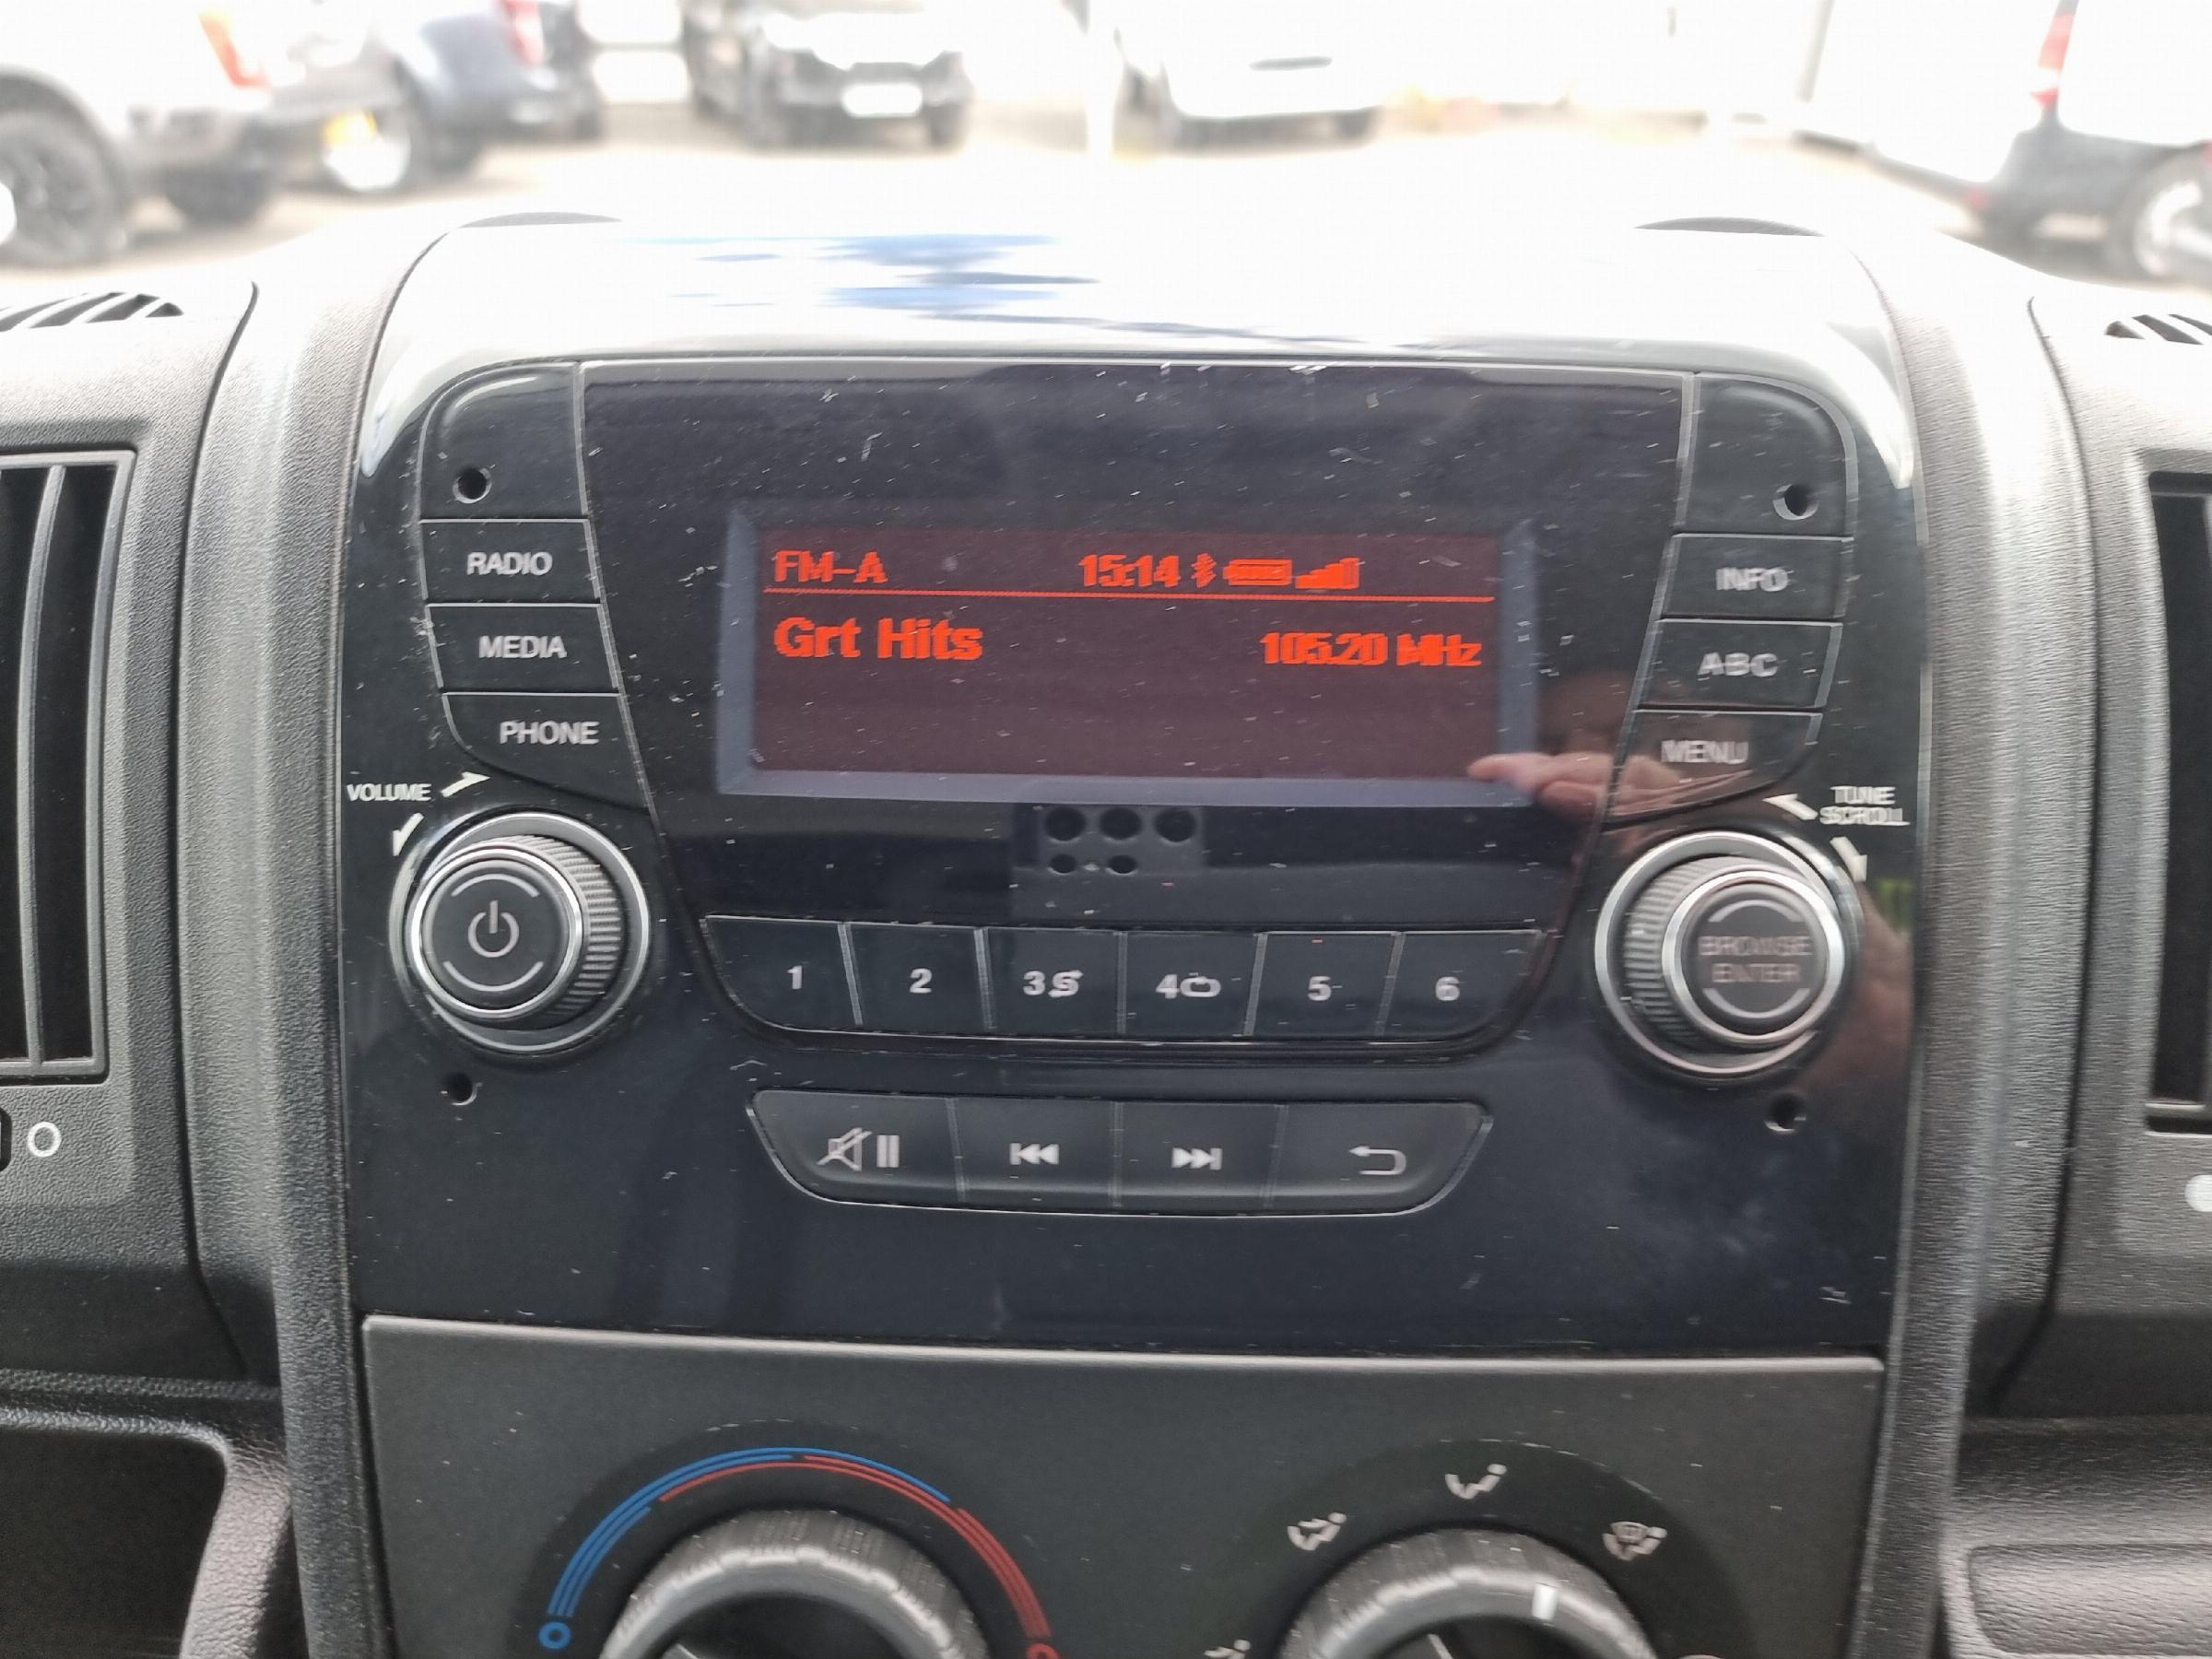 FM-A 15:14
Grt Hits 105.20 MHz
RADIO
MEDIA
PHONE
VOLUME
INFO
ABC
MENU
TUNE
SCROLL
BROWSE
ENTER
1 2 3 4 5 6